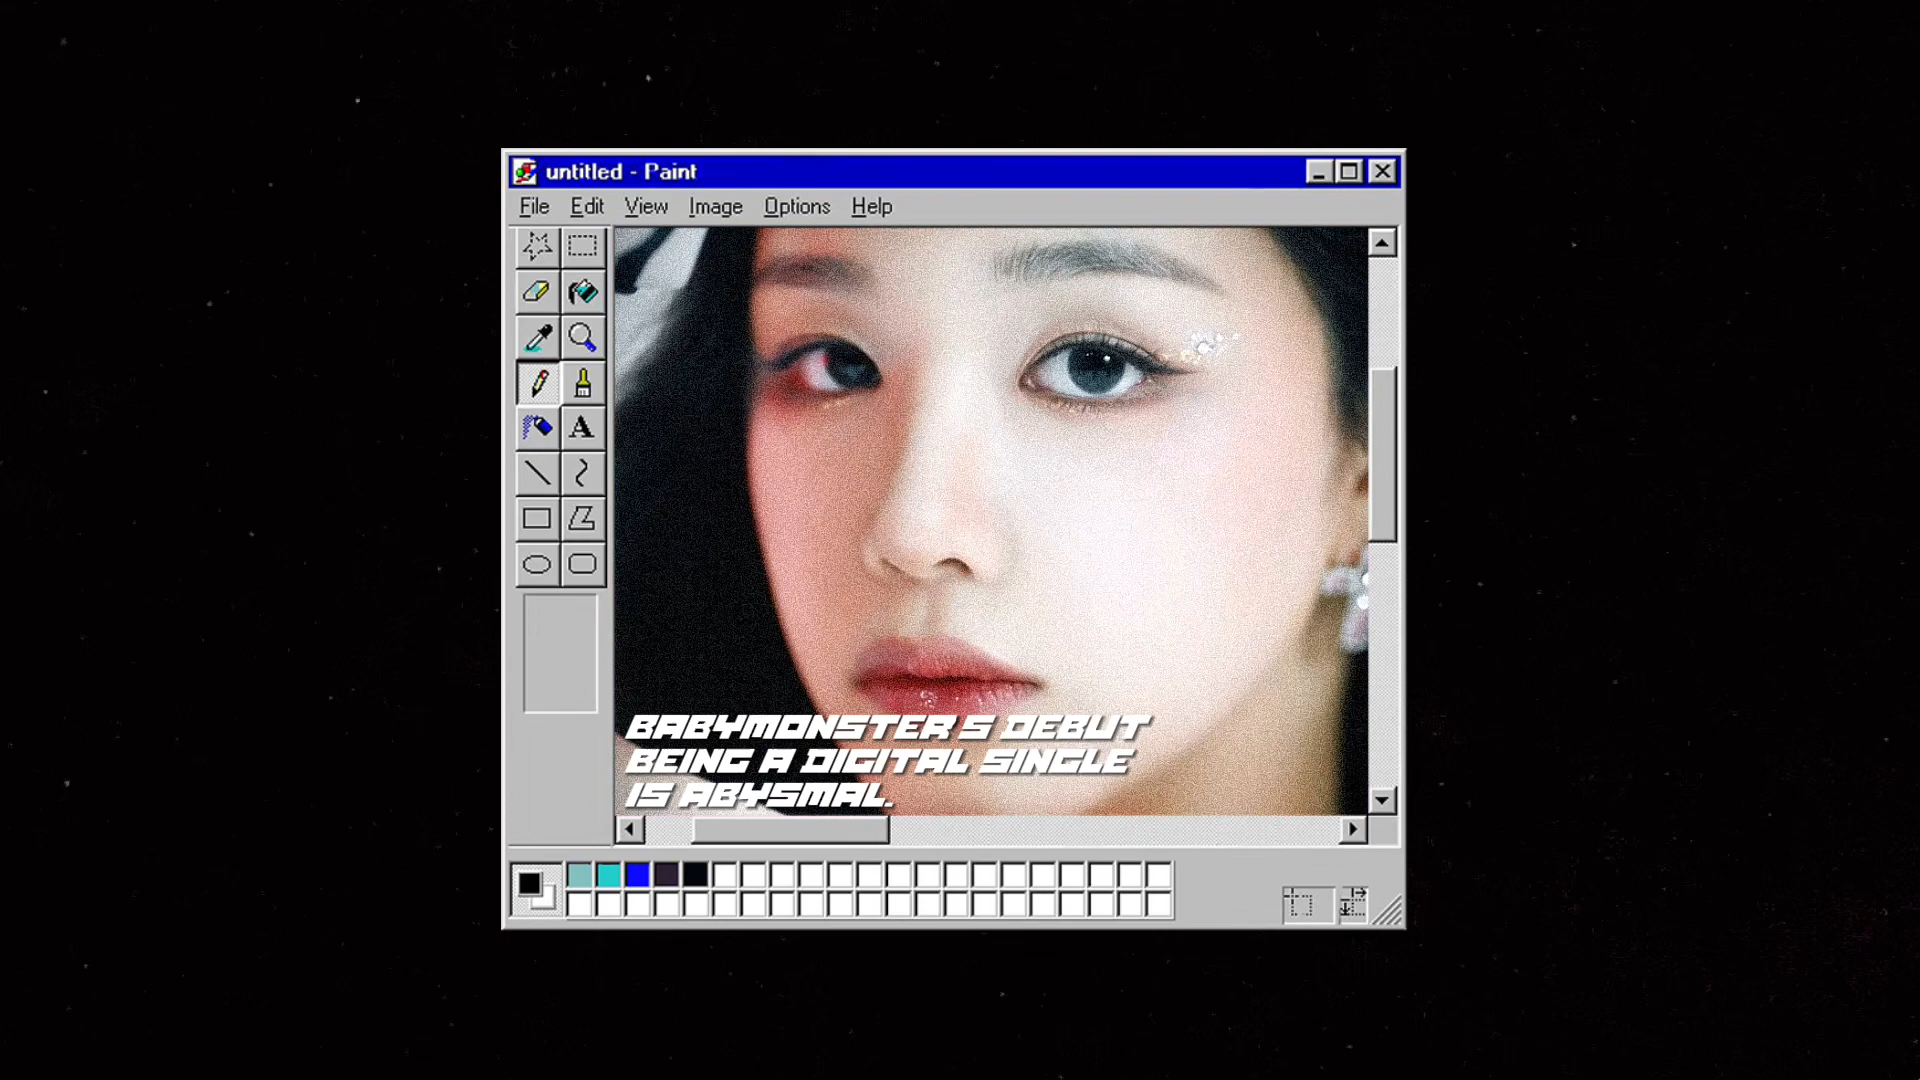 untitled - Paint
File Edit View Image Options Help
A
BABYMONSTER'S DEBUT
BEING A DIGITAL SINGLE
IS ABYSMAL.